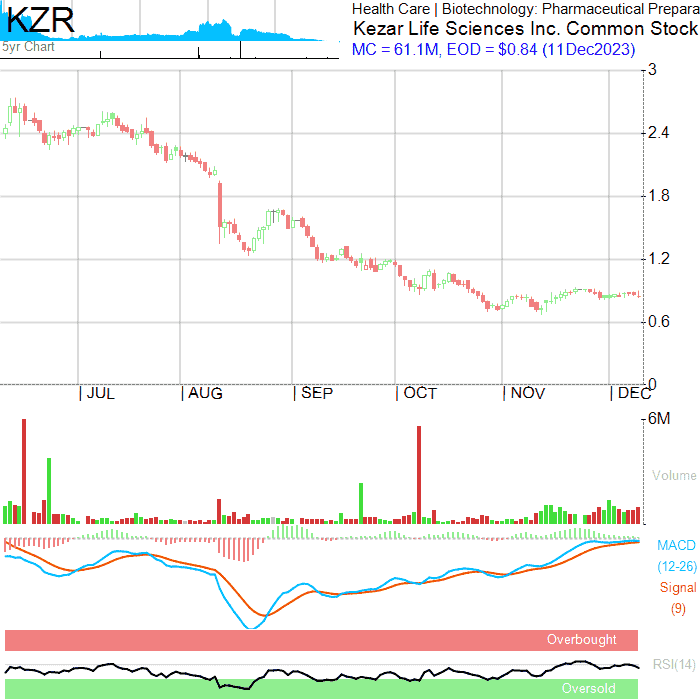 KZR
5yr Chart
Health Care | Biotechnology: Pharmaceutical Prepara
Kezar Life Sciences Inc. Common Stock
MC = 61.1M, EOD = $0.84 (11Dec2023)
3
2.4
1.8
1.2
0.6
0
| JUL | AUG | SEP | OCT | NOV | DEC
6M
Volume
MACD
(12-26)
Signal
(9)
Overbought
RSI(14)
Oversold